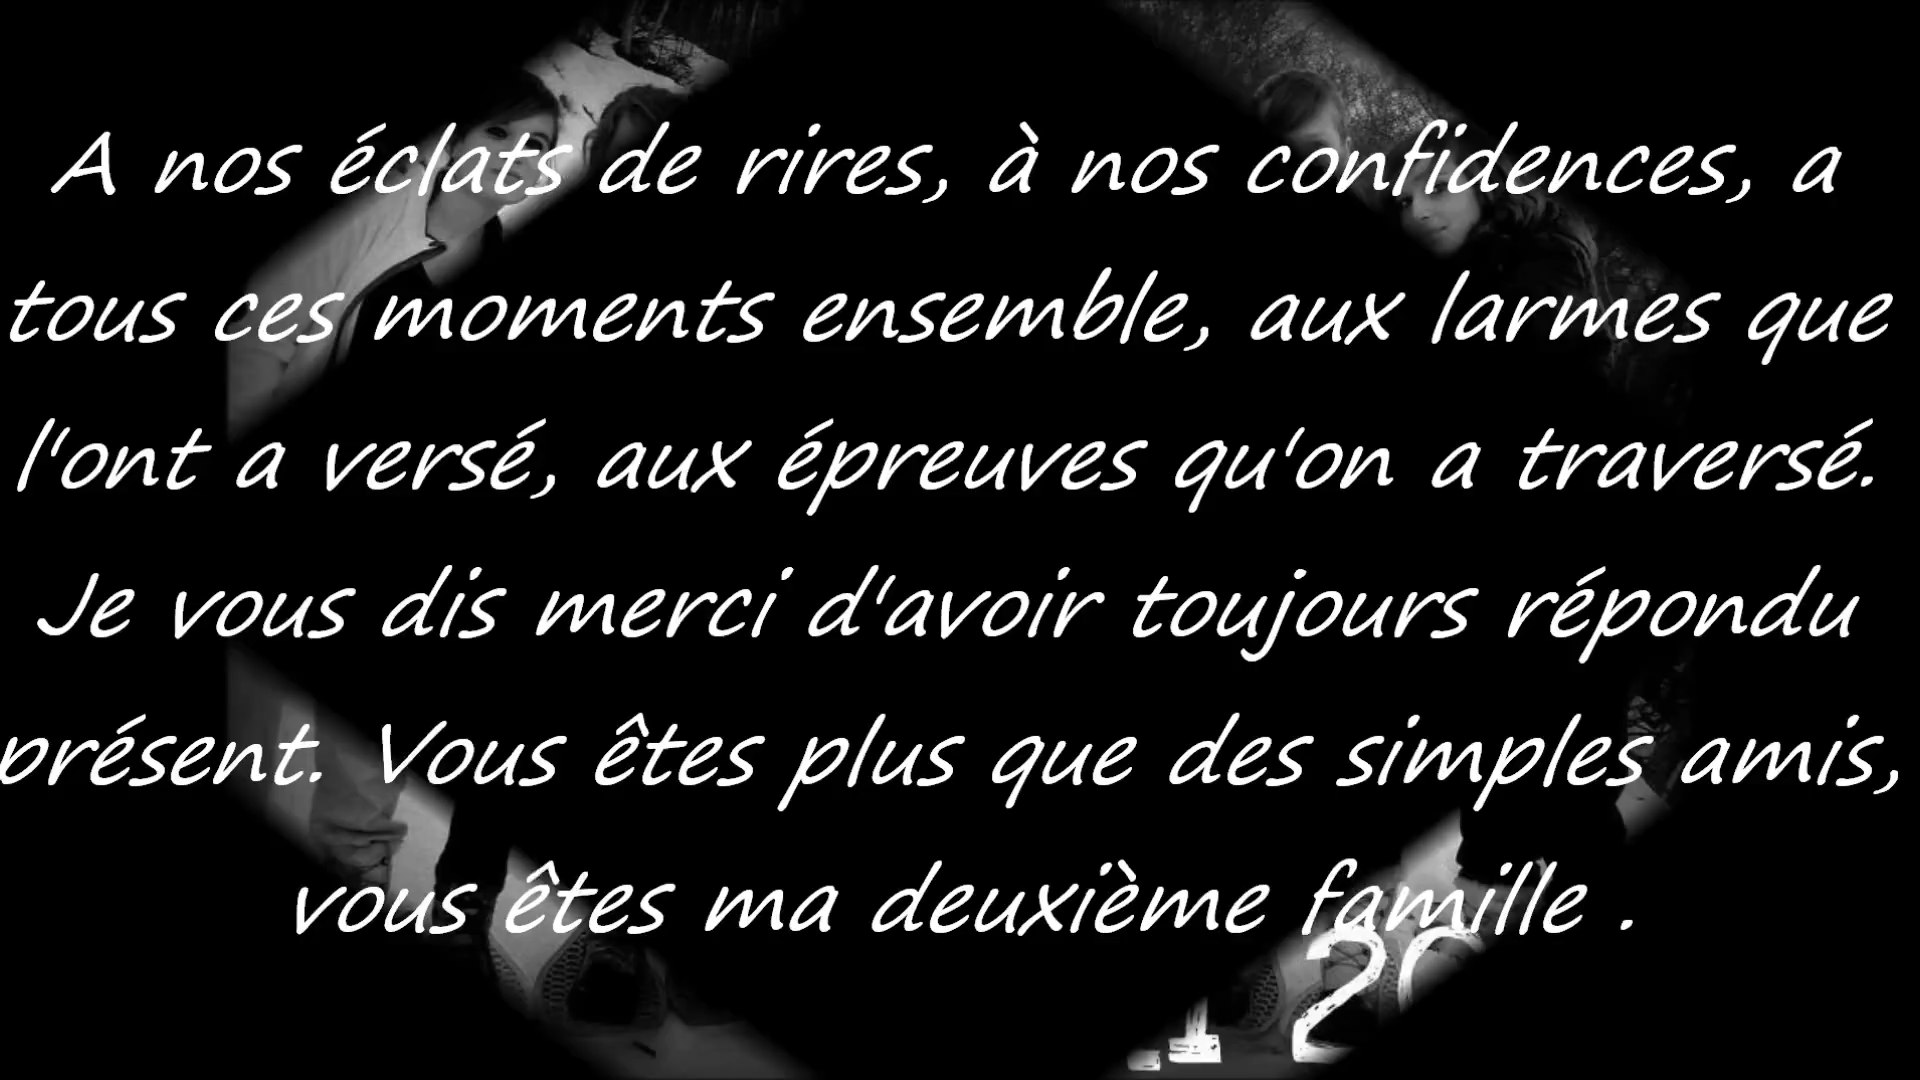 A nos éclats de rires, à nos confidences, a
tous ces moments ensemble, aux larmes que
l'ont a versé, aux épreuves qu'on a traversé.
Je vous dis merci d'avoir toujours répondu
présent. Vous êtes plus que des simples amis,
vous êtes ma deuxième famille .